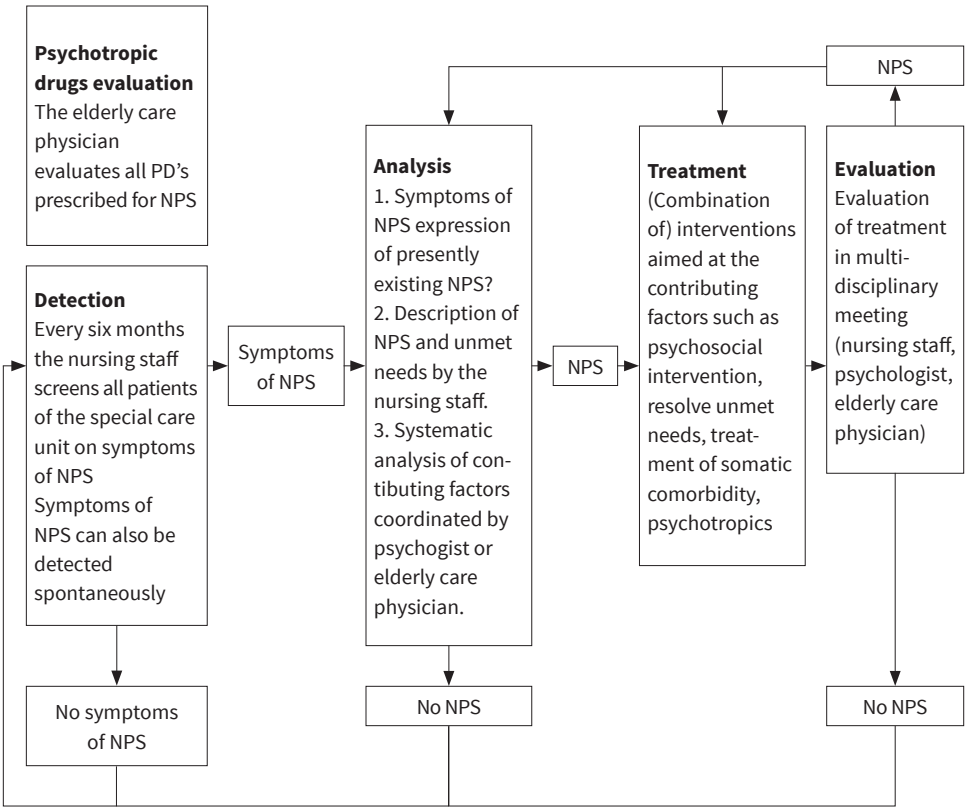 Psychotropic
drugs evaluation
The elderly care
physician
evaluates all PD's
prescribed for NPS
Detection
Every six months
the nursing staff
screens all patients
of the special care
unit on symptoms
of NPS
Symptoms of
NPS can also be
detected
spontaneously
No symptoms
of NPS
Symptoms
of NPS
Analysis
1. Symptoms of
NPS expression
of presently
existing NPS?
2. Description of
NPS and unmet
needs by the
nursing staff.
3. Systematic
analysis of con-
tibuting factors
coordinated by
psychogist or
elderly care
physician.
No NPS
NPS
Treatment
(Combination
of) interventions
aimed at the
contributing
factors such as
psychosocial
intervention,
resolve unmet
needs, treat-
ment of somatic
comorbidity,
psychotropics
NPS
Evaluation
Evaluation
of treatment
in multi-
disciplinary
meeting
(nursing staff,
psychologist,
elderly care
physician)
No NPS